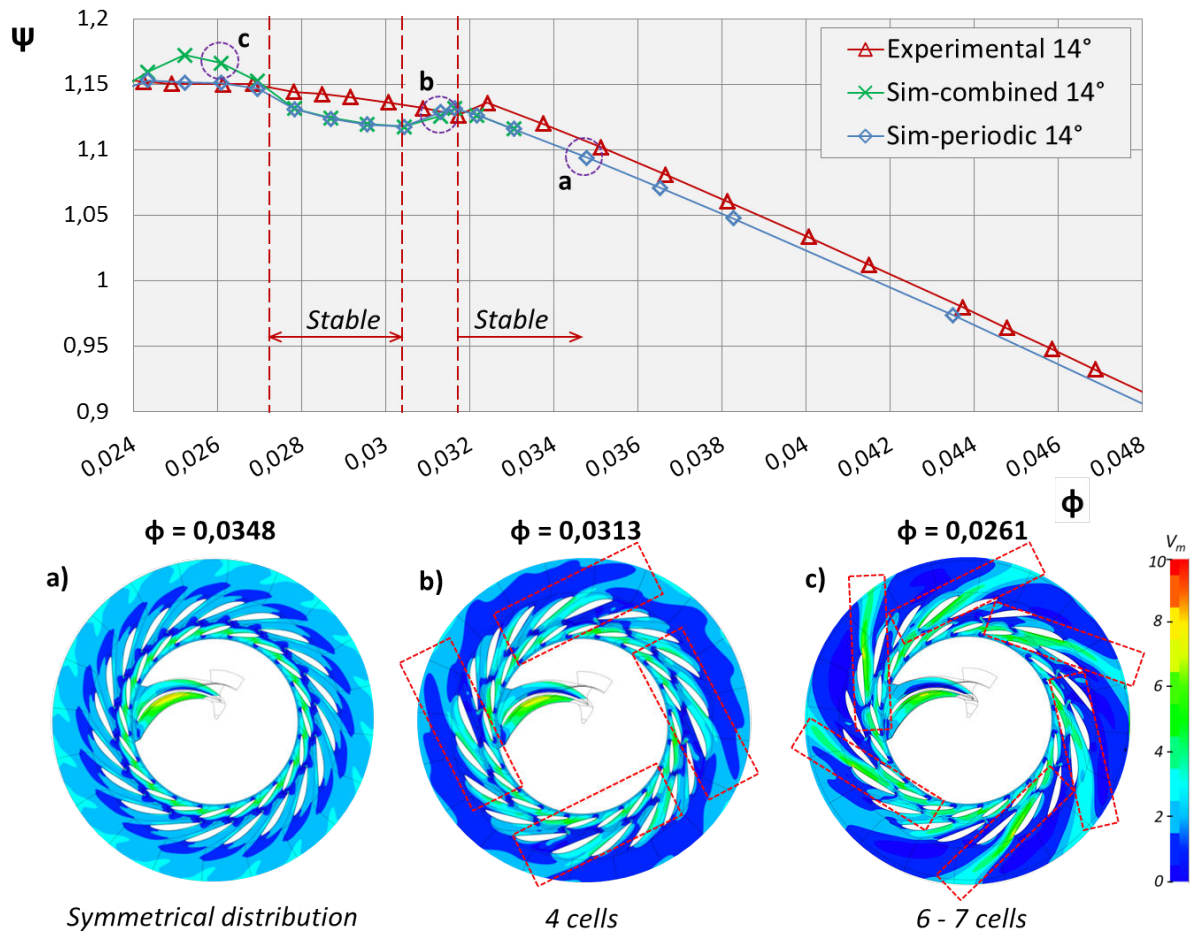 Ψ
1,2
1,15
1,1
1,05
1
0,95
0,9
Experimental 14°
Sim-combined 14°
Sim-periodic 14°
c
b
a
Stable
Stable
0,024
0,026
0,028
0,03
0,032
0,034
0,036
0,038
0,04
0,042
0,044
0,046
0,048
ϕ
ϕ = 0,0348
ϕ = 0,0313
ϕ = 0,0261
a)
b)
c)
Vm
10
8
6
4
2
0
Symmetrical distribution
4 cells
6 - 7 cells